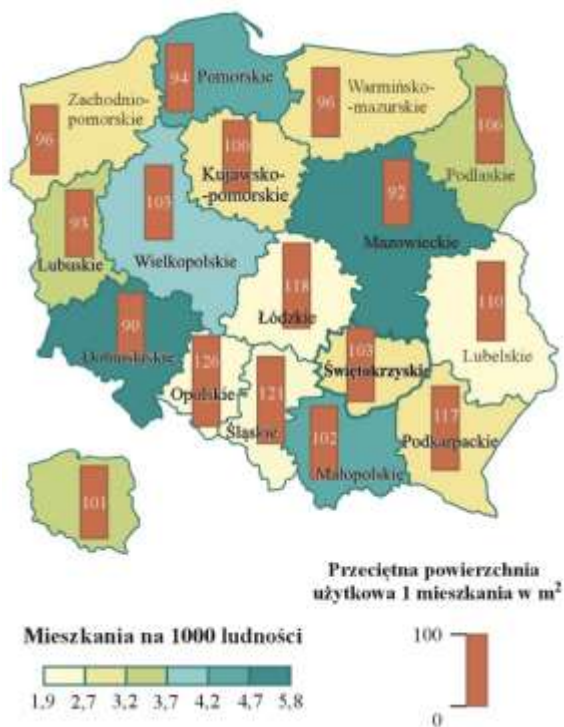 94
Pomorskie
Zachodnio-
pomorskie
96
Warmińsko-
-mazurskie
96
106
Podlaskie
100
Kujawsko-
-pomorskie
105
Wielkopolskie
92
Mazowieckie
93
Lubuskie
118
Łódzkie
110
Lubelskie
90
Dolnośląskie
126
Opolskie
121
Śląskie
103
Świętokrzyskie
102
Małopolskie
117
Podkarpackie
101
Przeciętna powierzchnia
użytkowa 1 mieszkania w m²
100
0
Mieszkania na 1000 ludności
1,9 2,7 3,2 3,7 4,2 4,7 5,8